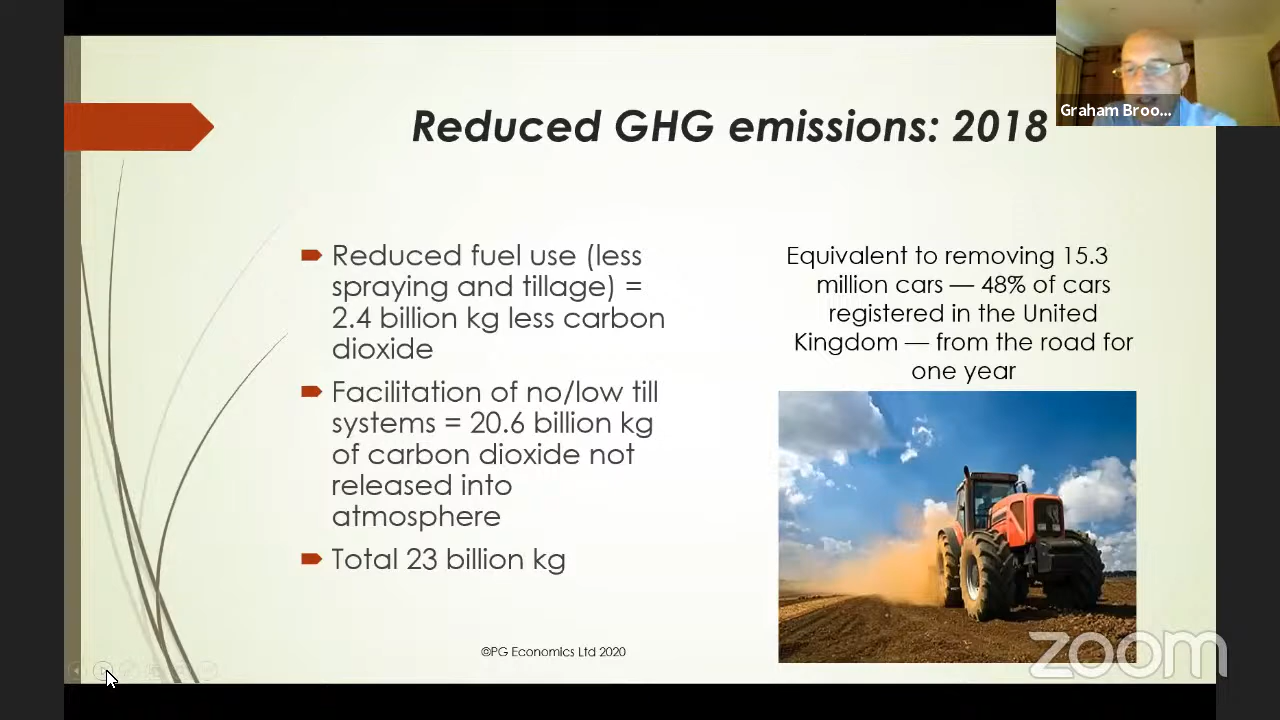 Graham Broo...
Reduced GHG emissions: 2018
Reduced fuel use (less
spraying and tillage) =
2.4 billion kg less carbon
dioxide
Facilitation of no/low till
systems = 20.6 billion kg
of carbon dioxide not
released into
atmosphere
Total 23 billion kg
Equivalent to removing 15.3
million cars — 48% of cars
registered in the United
Kingdom — from the road for
one year
©PG Economics Ltd 2020
zoom